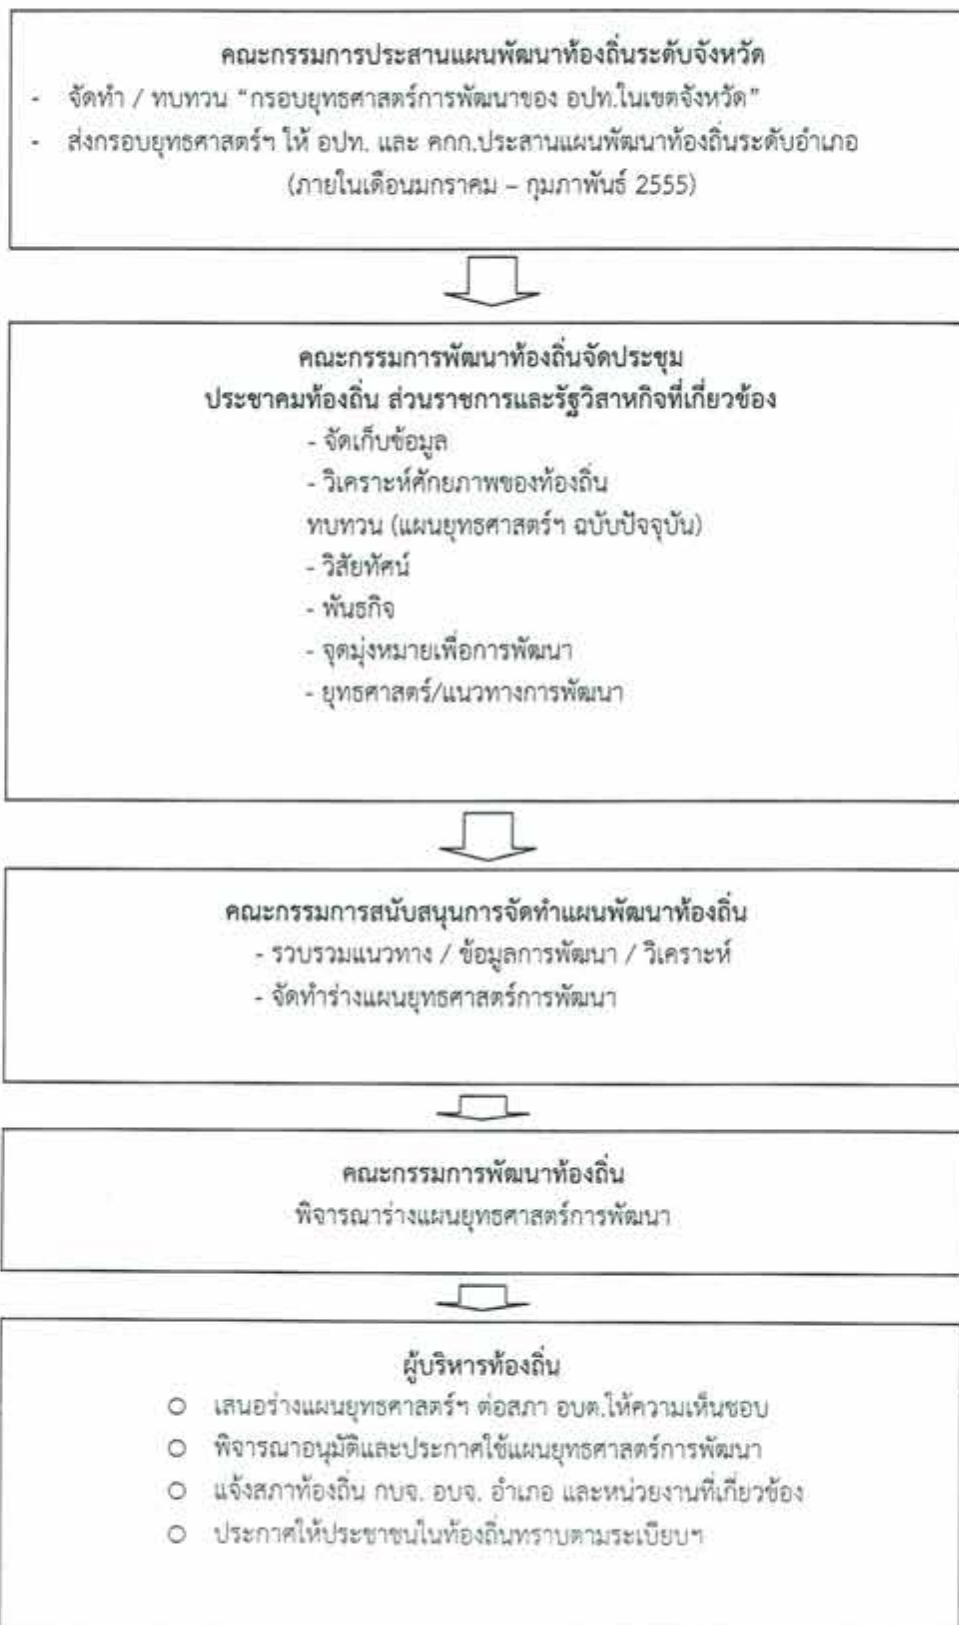 คณะกรรมการประสานแผนพัฒนาท้องถิ่นระดับจังหวัด
- จัดทำ / ทบทวน “กรอบยุทธศาสตร์การพัฒนาของ อปท.ในเขตจังหวัด”
- ส่งกรอบยุทธศาสตร์ฯ ให้ อปท. และ คกก.ประสานแผนพัฒนาท้องถิ่นระดับอำเภอ
(ภายในเดือนมกราคม – กุมภาพันธ์ 2555)
คณะกรรมการพัฒนาท้องถิ่นจัดประชุม
ประชาคมท้องถิ่น ส่วนราชการและรัฐวิสาหกิจที่เกี่ยวข้อง
- จัดเก็บข้อมูล
- วิเคราะห์ศักยภาพของท้องถิ่น
ทบทวน (แผนยุทธศาสตร์ฯ ฉบับปัจจุบัน)
- วิสัยทัศน์
- พันธกิจ
- จุดมุ่งหมายเพื่อการพัฒนา
- ยุทธศาสตร์/แนวทางการพัฒนา
คณะกรรมการสนับสนุนการจัดทำแผนพัฒนาท้องถิ่น
- รวบรวมแนวทาง / ข้อมูลการพัฒนา / วิเคราะห์
- จัดทำร่างแผนยุทธศาสตร์การพัฒนา
คณะกรรมการพัฒนาท้องถิ่น
พิจารณาร่างแผนยุทธศาสตร์การพัฒนา
ผู้บริหารท้องถิ่น
○ เสนอร่างแผนยุทธศาสตร์ฯ ต่อสภา อบต.ให้ความเห็นชอบ
○ พิจารณาอนุมัติและประกาศใช้แผนยุทธศาสตร์การพัฒนา
○ แจ้งสภาท้องถิ่น กบจ. อบจ. อำเภอ และหน่วยงานที่เกี่ยวข้อง
○ ประกาศให้ประชาชนในท้องถิ่นทราบตามระเบียบฯ